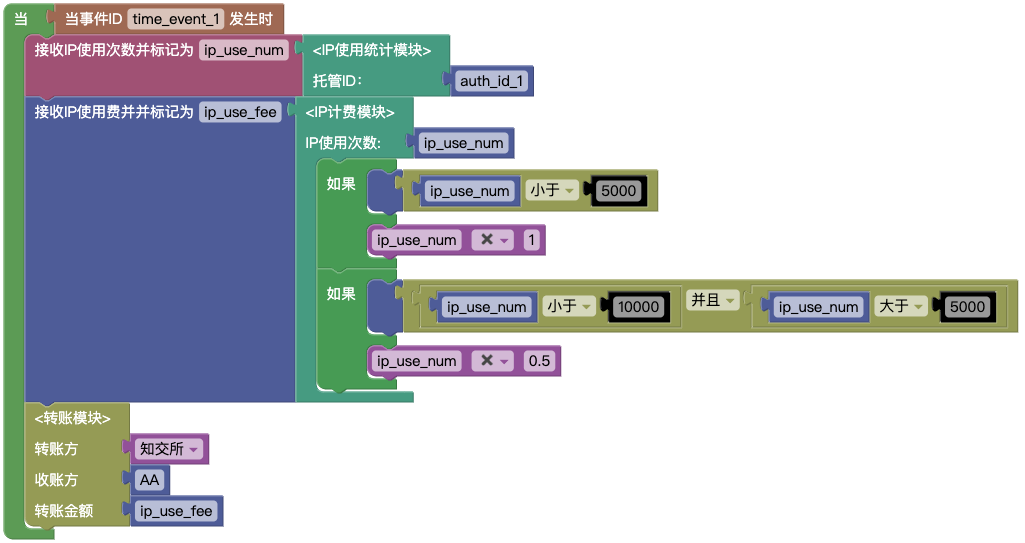 当 当事件ID time_event_1 发生时
接收IP使用次数并标记为 ip_use_num <IP使用统计模块>
托管ID： auth_id_1
接收IP使用费并并标记为 ip_use_fee <IP计费模块>
IP使用次数: ip_use_num
如果 ip_use_num 小于 5000
ip_use_num × 1
如果 ip_use_num 小于 10000 并且 ip_use_num 大于 5000
ip_use_num × 0.5
<转账模块>
转账方 知交所
收账方 AA
转账金额 ip_use_fee